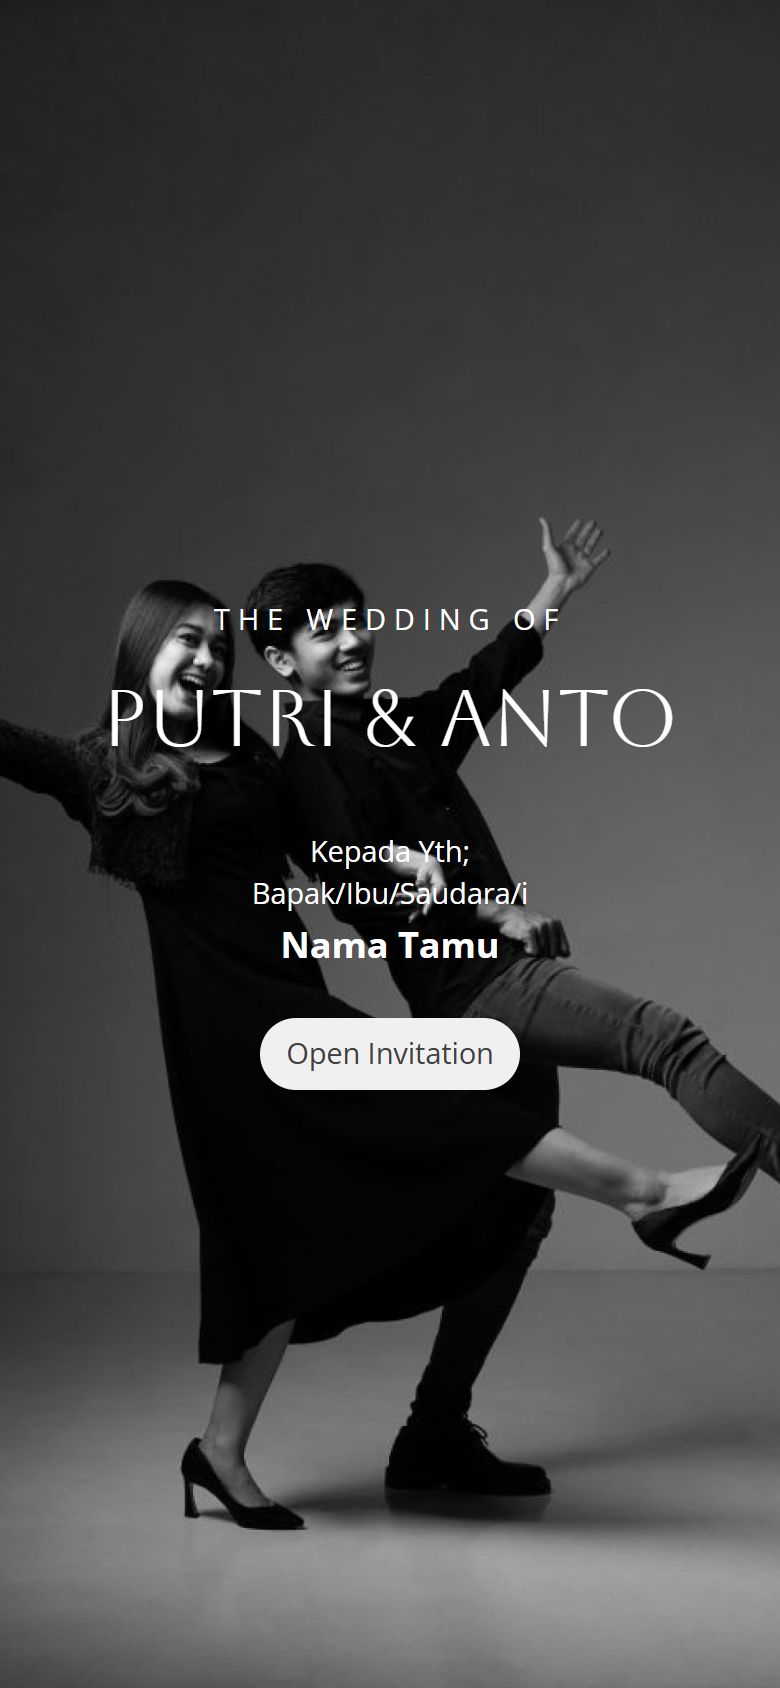 THE WEDDING OF
PUTRI & ANTO
Kepada Yth;
Bapak/Ibu/Saudara/i
Nama Tamu
Open Invitation